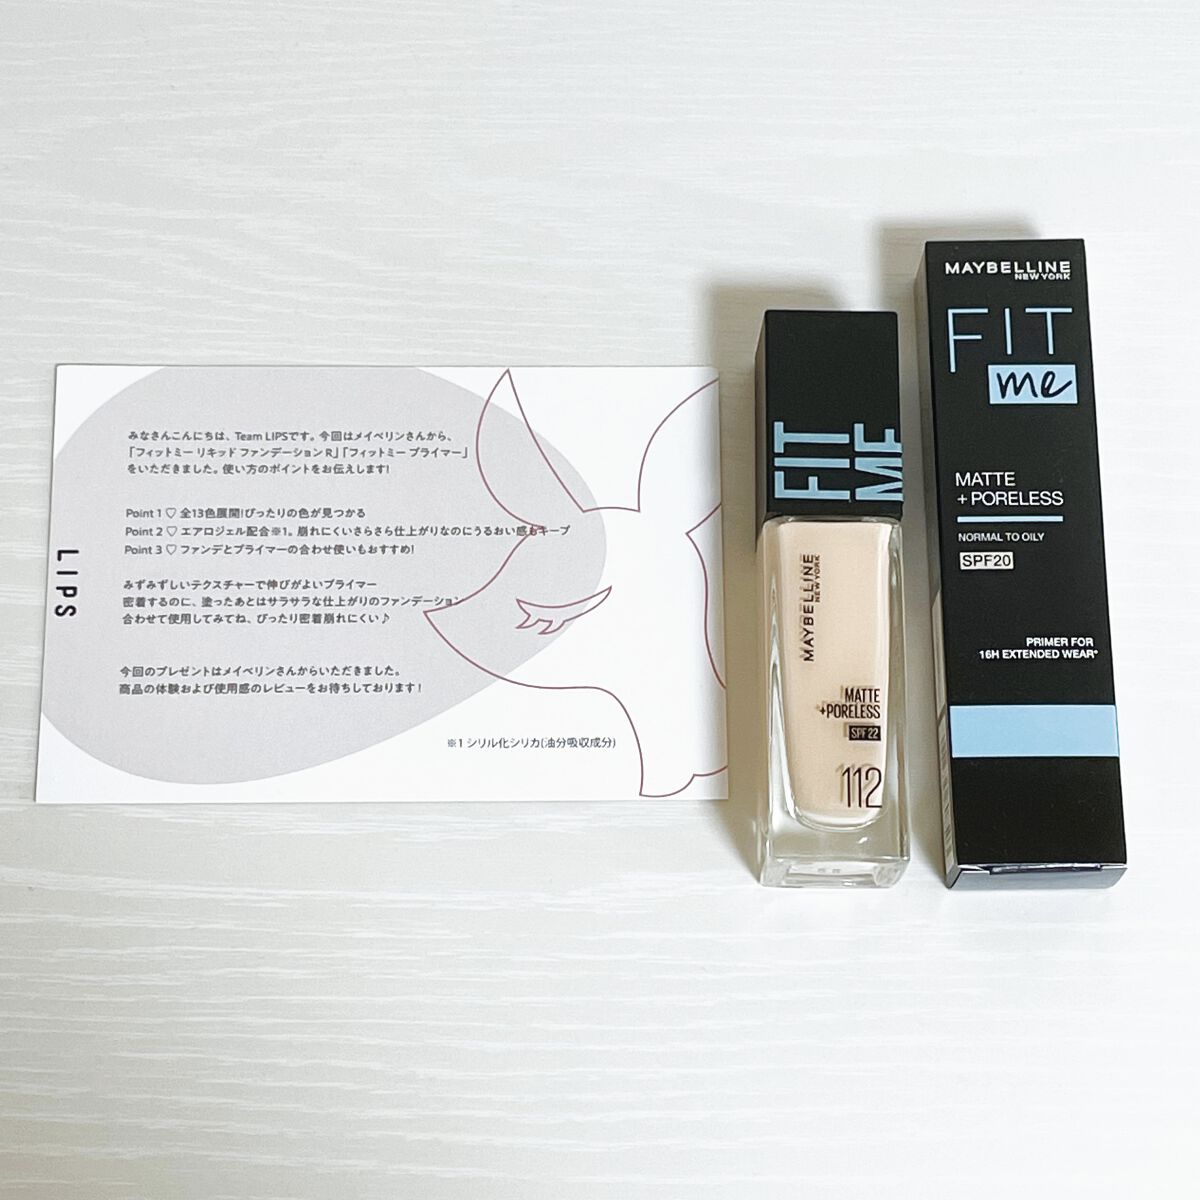 みなさんこんにちは、Team LIPSです。今回はメイベリンさんから、
「フィットミー リキッド ファンデーション R」「フィットミー プライマー」
をいただきました。使い方のポイントをお伝えします!
Point 1 ♡ 全13色展開!ぴったりの色が見つかる
Point 2 ♡ エアロジェル配合※1。崩れにくいさらさら仕上がりなのにうるおい感もキープ
Point 3 ♡ ファンデとプライマーの合わせ使いもおすすめ!
みずみずしいテクスチャーで伸びがよいプライマー
密着するのに、塗ったあとはサラサラな仕上がりのファンデーション
合わせて使用してみてね、ぴったり密着崩れにくい♪
今回のプレゼントはメイベリンさんからいただきました。
商品の体験および使用感のレビューをお待ちしております!
※1 シリル化シリカ(油分吸収成分)
LIPS
FIT
ME
MAYBELLINE
NEW YORK
MATTE
+PORELESS
SPF 22
112
MAYBELLINE
NEW YORK
FIT
me
MATTE
+ PORELESS
NORMAL TO OILY
SPF20
PRIMER FOR
16H EXTENDED WEAR*